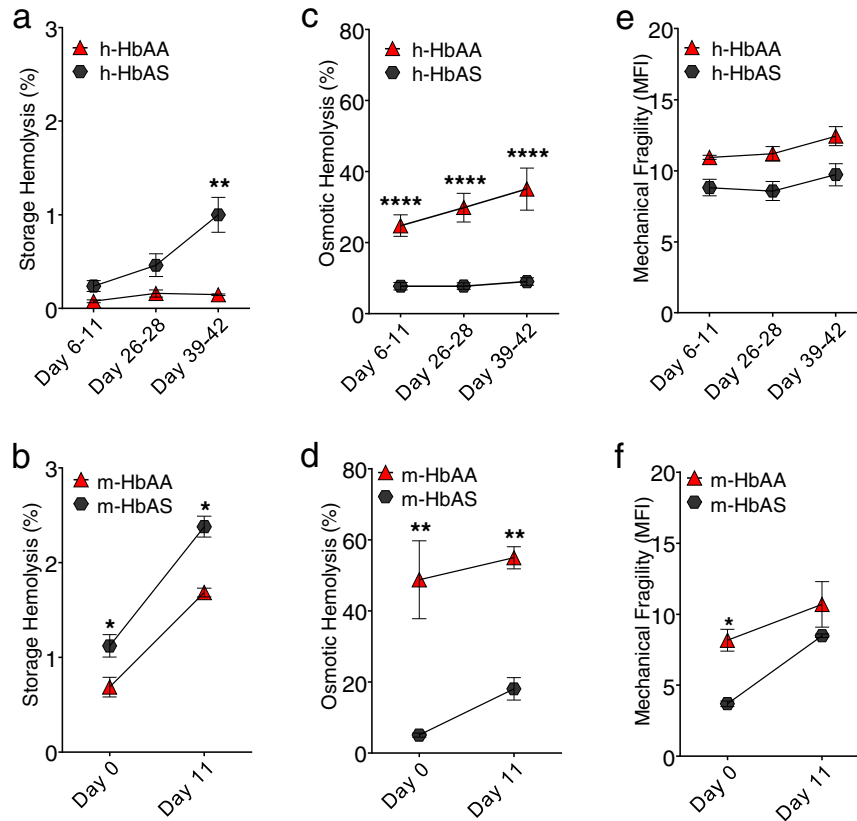 a
Storage Hemolysis (%)
3
2
1
0
h-HbAA
h-HbAS
**
Day 6-11
Day 26-28
Day 39-42
c
Osmotic Hemolysis (%)
80
60
40
20
0
h-HbAA
h-HbAS
****
****
****
Day 6-11
Day 26-28
Day 39-42
e
Mechanical Fragility (MFI)
20
15
10
5
0
h-HbAA
h-HbAS
Day 6-11
Day 26-28
Day 39-42
b
Storage Hemolysis (%)
3
2
1
0
m-HbAA
m-HbAS
*
*
Day 0
Day 11
d
Osmotic Hemolysis (%)
80
60
40
20
0
m-HbAA
m-HbAS
**
**
Day 0
Day 11
f
Mechanical Fragility (MFI)
20
15
10
5
0
m-HbAA
m-HbAS
*
Day 0
Day 11